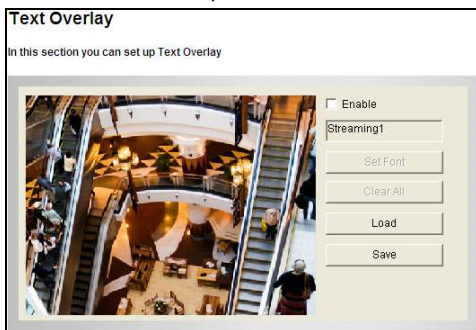 Text Overlay
In this section you can set up Text Overlay
Enable
Streaming1
Set Font
Clear All
Load
Save